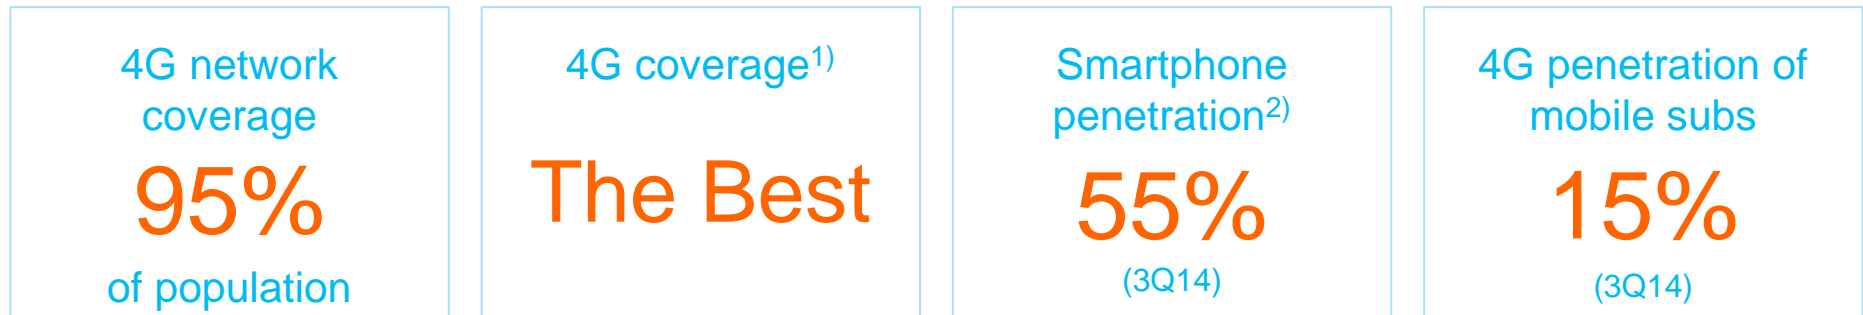 4G network
coverage
95%
of population
4G coverage1)
The Best
Smartphone
penetration2)
55%
(3Q14)
4G penetration of
mobile subs
15%
(3Q14)